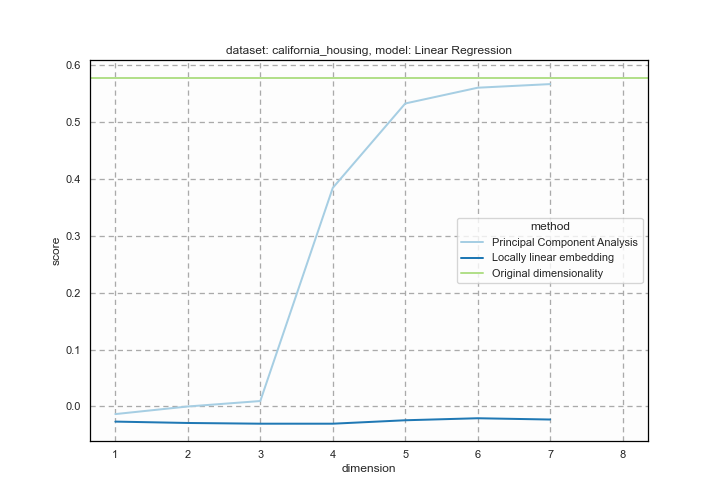 dataset: california_housing, model: Linear Regression
0.6
0.5
0.4
0.3
0.2
0.1
0.0
score
method
Principal Component Analysis
Locally linear embedding
Original dimensionality
1 2 3 4 5 6 7 8
dimension